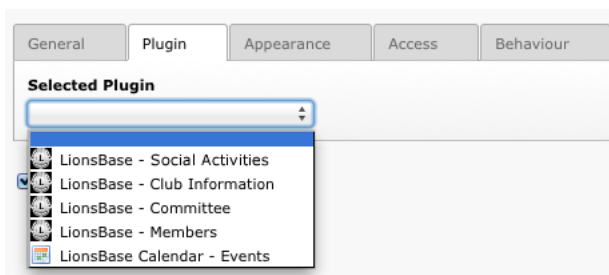 General Plugin Appearance Access Behaviour
Selected Plugin
LionsBase - Social Activities
LionsBase - Club Information
LionsBase - Committee
LionsBase - Members
LionsBase Calendar - Events